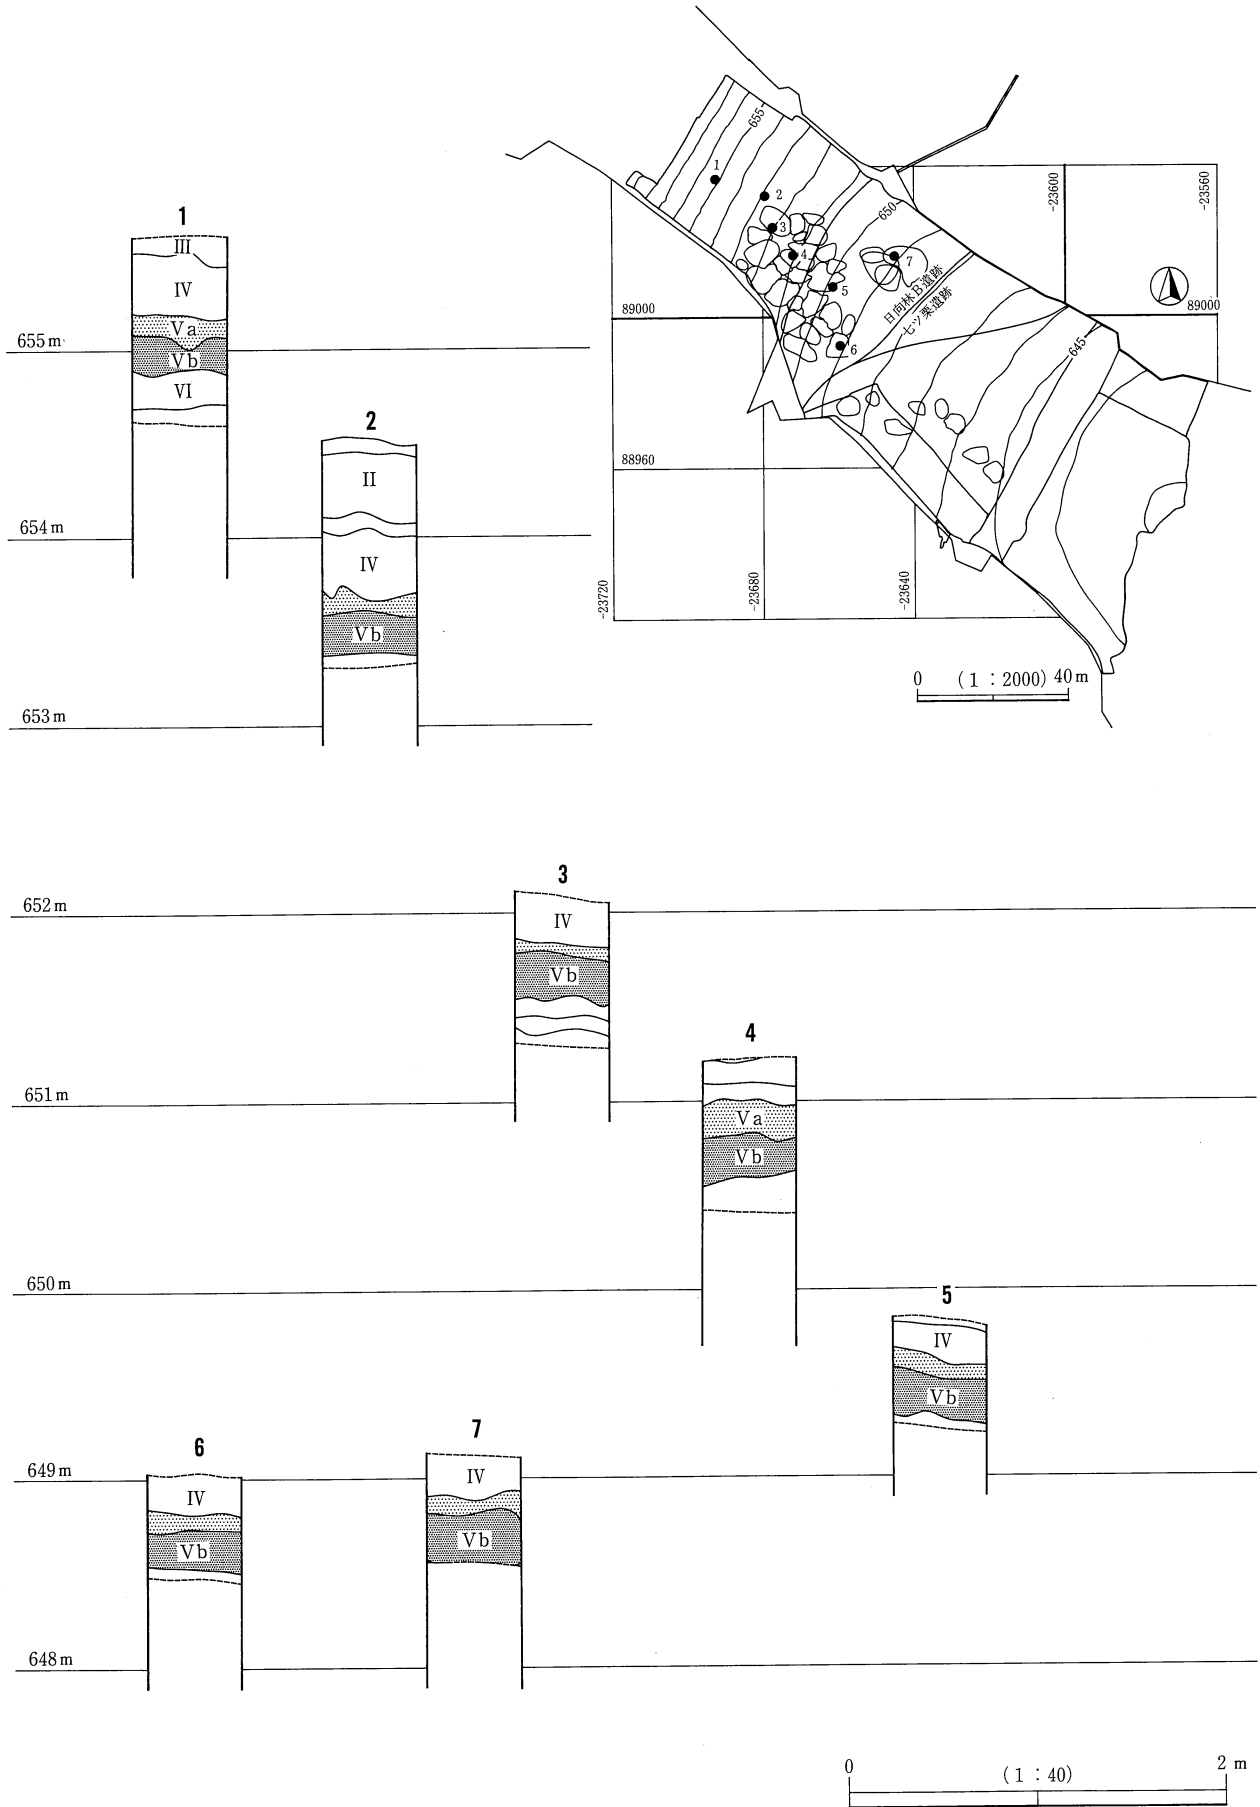 1
III
IV
Va
Vb
VI
655m
2
II
IV
Vb
654m
653m
655
650
645
1
2
3
4
5
6
7
日向林B遺跡
七ツ栗遺跡
89000
89000
88960
-23720
-23680
-23640
-23600
-23560
0 (1：2000) 40m
3
IV
Vb
652m
4
Va
Vb
651m
650m
5
IV
Vb
6
IV
Vb
7
IV
Vb
649m
648m
0 (1：40) 2 m